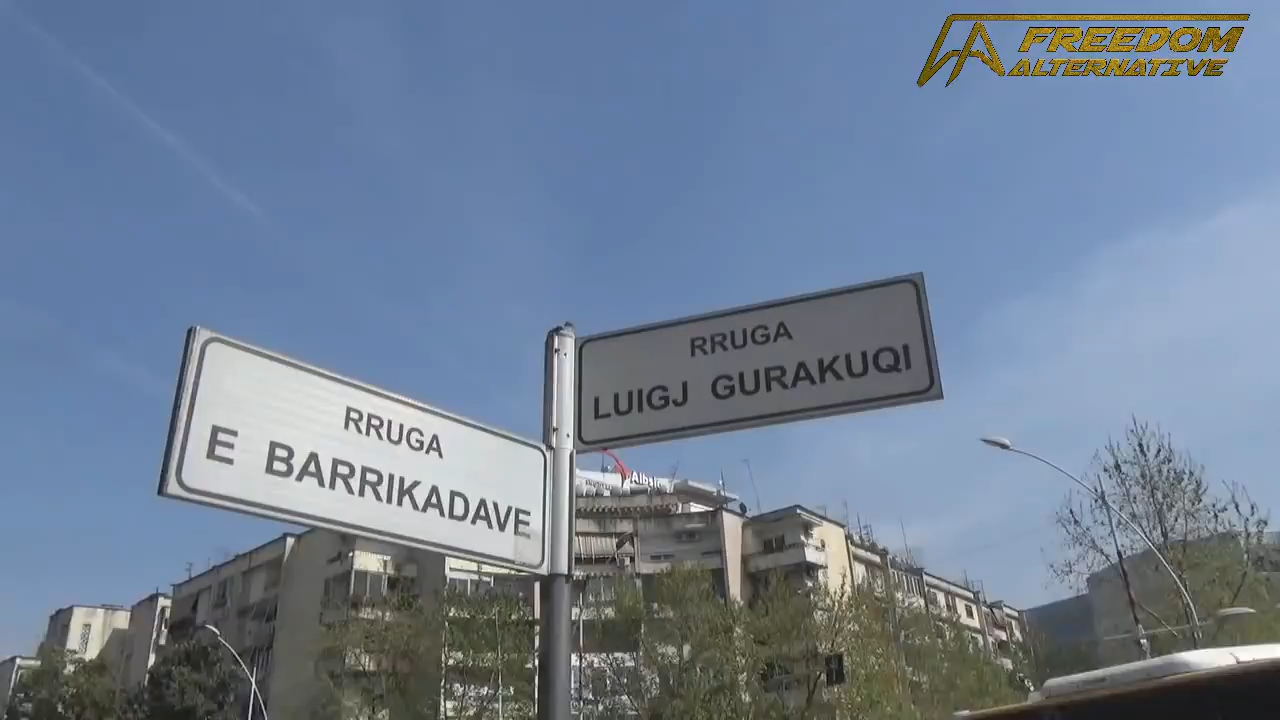 FREEDOM
ALTERNATIVE
RRUGA
LUIGJ GURAKUQI
RRUGA
E BARRIKADAVE